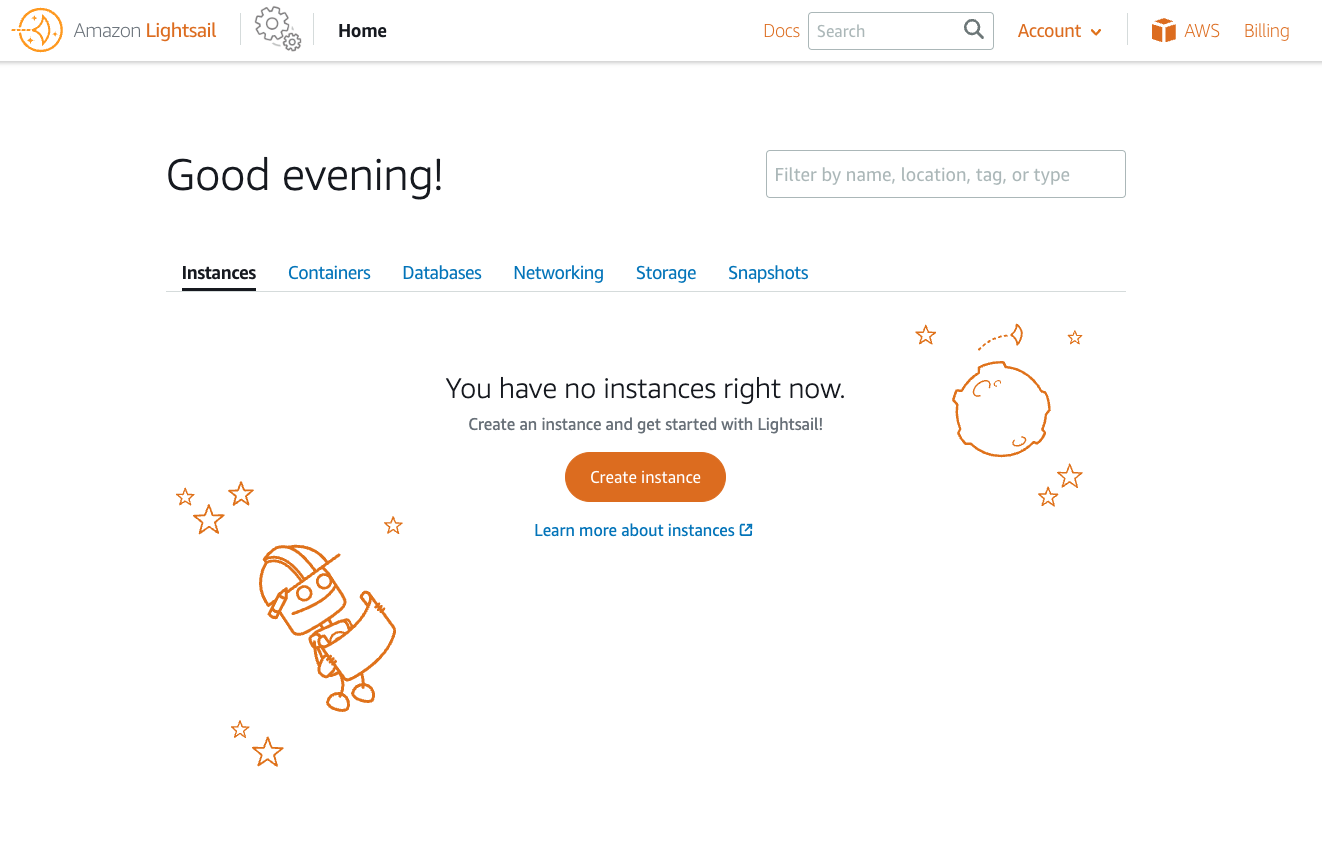 Amazon Lightsail
Home
Docs
Search
Account
AWS
Billing
Good evening!
Filter by name, location, tag, or type
Instances
Containers
Databases
Networking
Storage
Snapshots
You have no instances right now.
Create an instance and get started with Lightsail!
Create instance
Learn more about instances